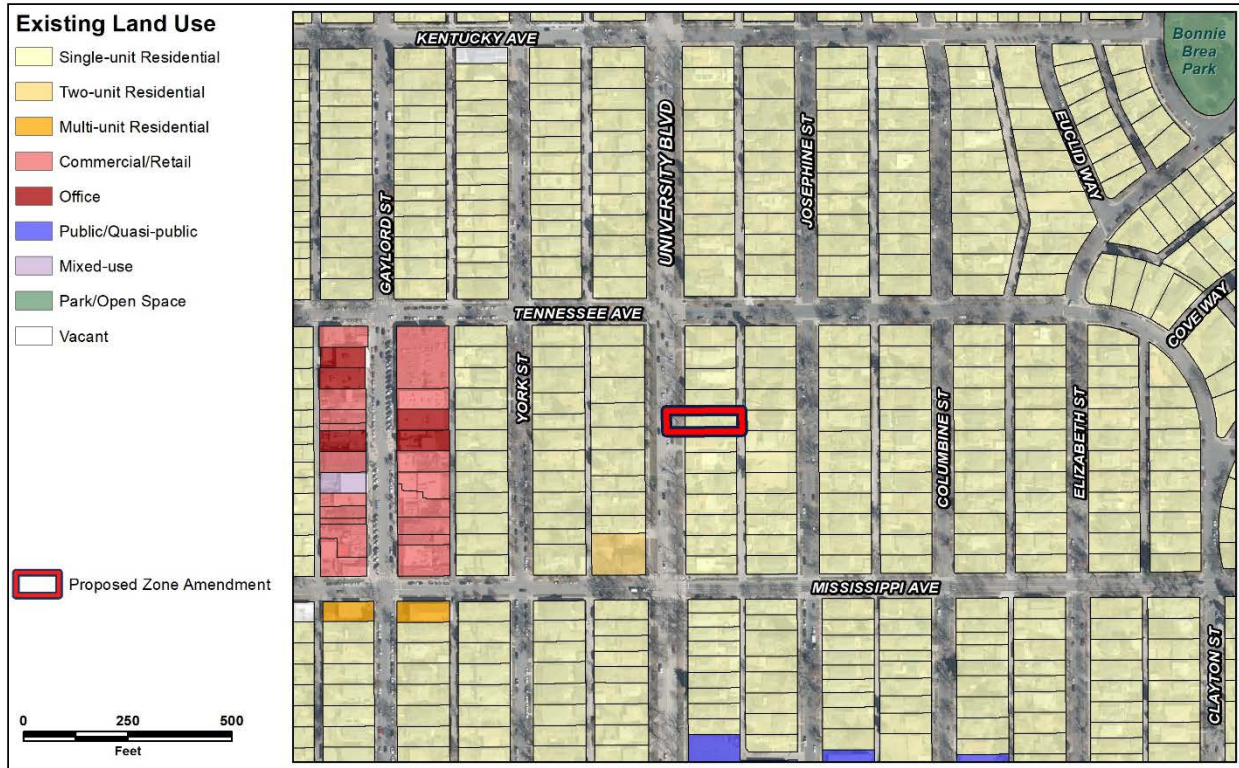 Existing Land Use
Single-unit Residential
Two-unit Residential
Multi-unit Residential
Commercial/Retail
Office
Public/Quasi-public
Mixed-use
Park/Open Space
Vacant
Proposed Zone Amendment
0 250 500
Feet
KENTUCKY AVE
Bonnie
Brea
Park
GAYLORD ST
UNIVERSITY BLVD
JOSEPHINE ST
EUCLID WAY
TENNESSEE AVE
COVE WAY
YORK ST
COLUMBINE ST
ELIZABETH ST
MISSISSIPPI AVE
CLAYTON ST